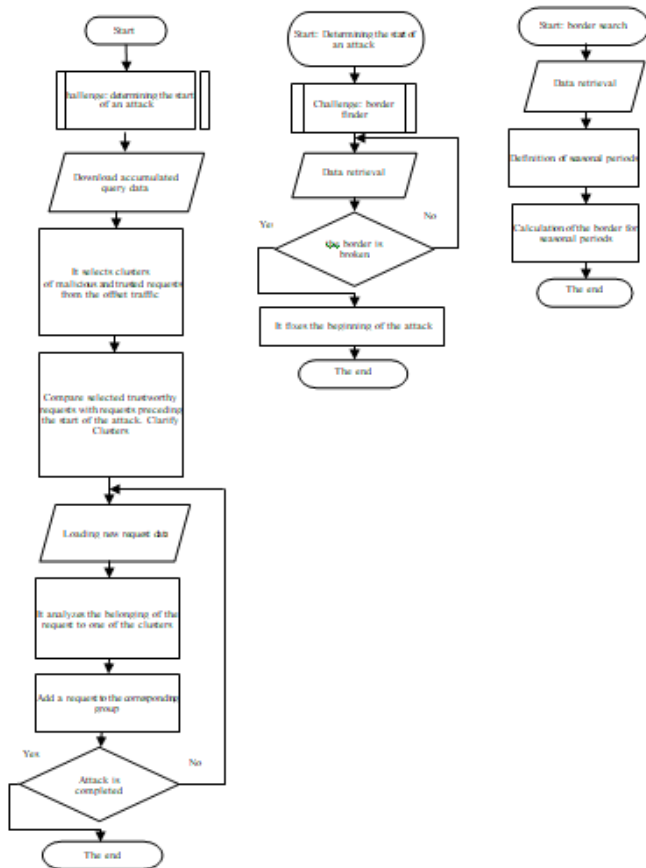 Start
hallenge: determining the start
of an attack
Download accumulated
query data
It selects clusters
of malicious and trusted requests
from the offset traffic
Compare selected trustworthy
requests with requests preceding
the start of the attack. Clarify
Clusters
Loading new request data
It analyzes the belonging of the
request to one of the clusters
Add a request to the corresponding
group
Yes
No
Attack is
completed
The end
Start: Determining the start of
an attack
Challenge: border
finder
Data retrieval
Yes
No
the border is
broken
It fixes the beginning of the attack
The end
Start: border search
Data retrieval
Definition of seasonal periods
Calculation of the border for
seasonal periods
The end